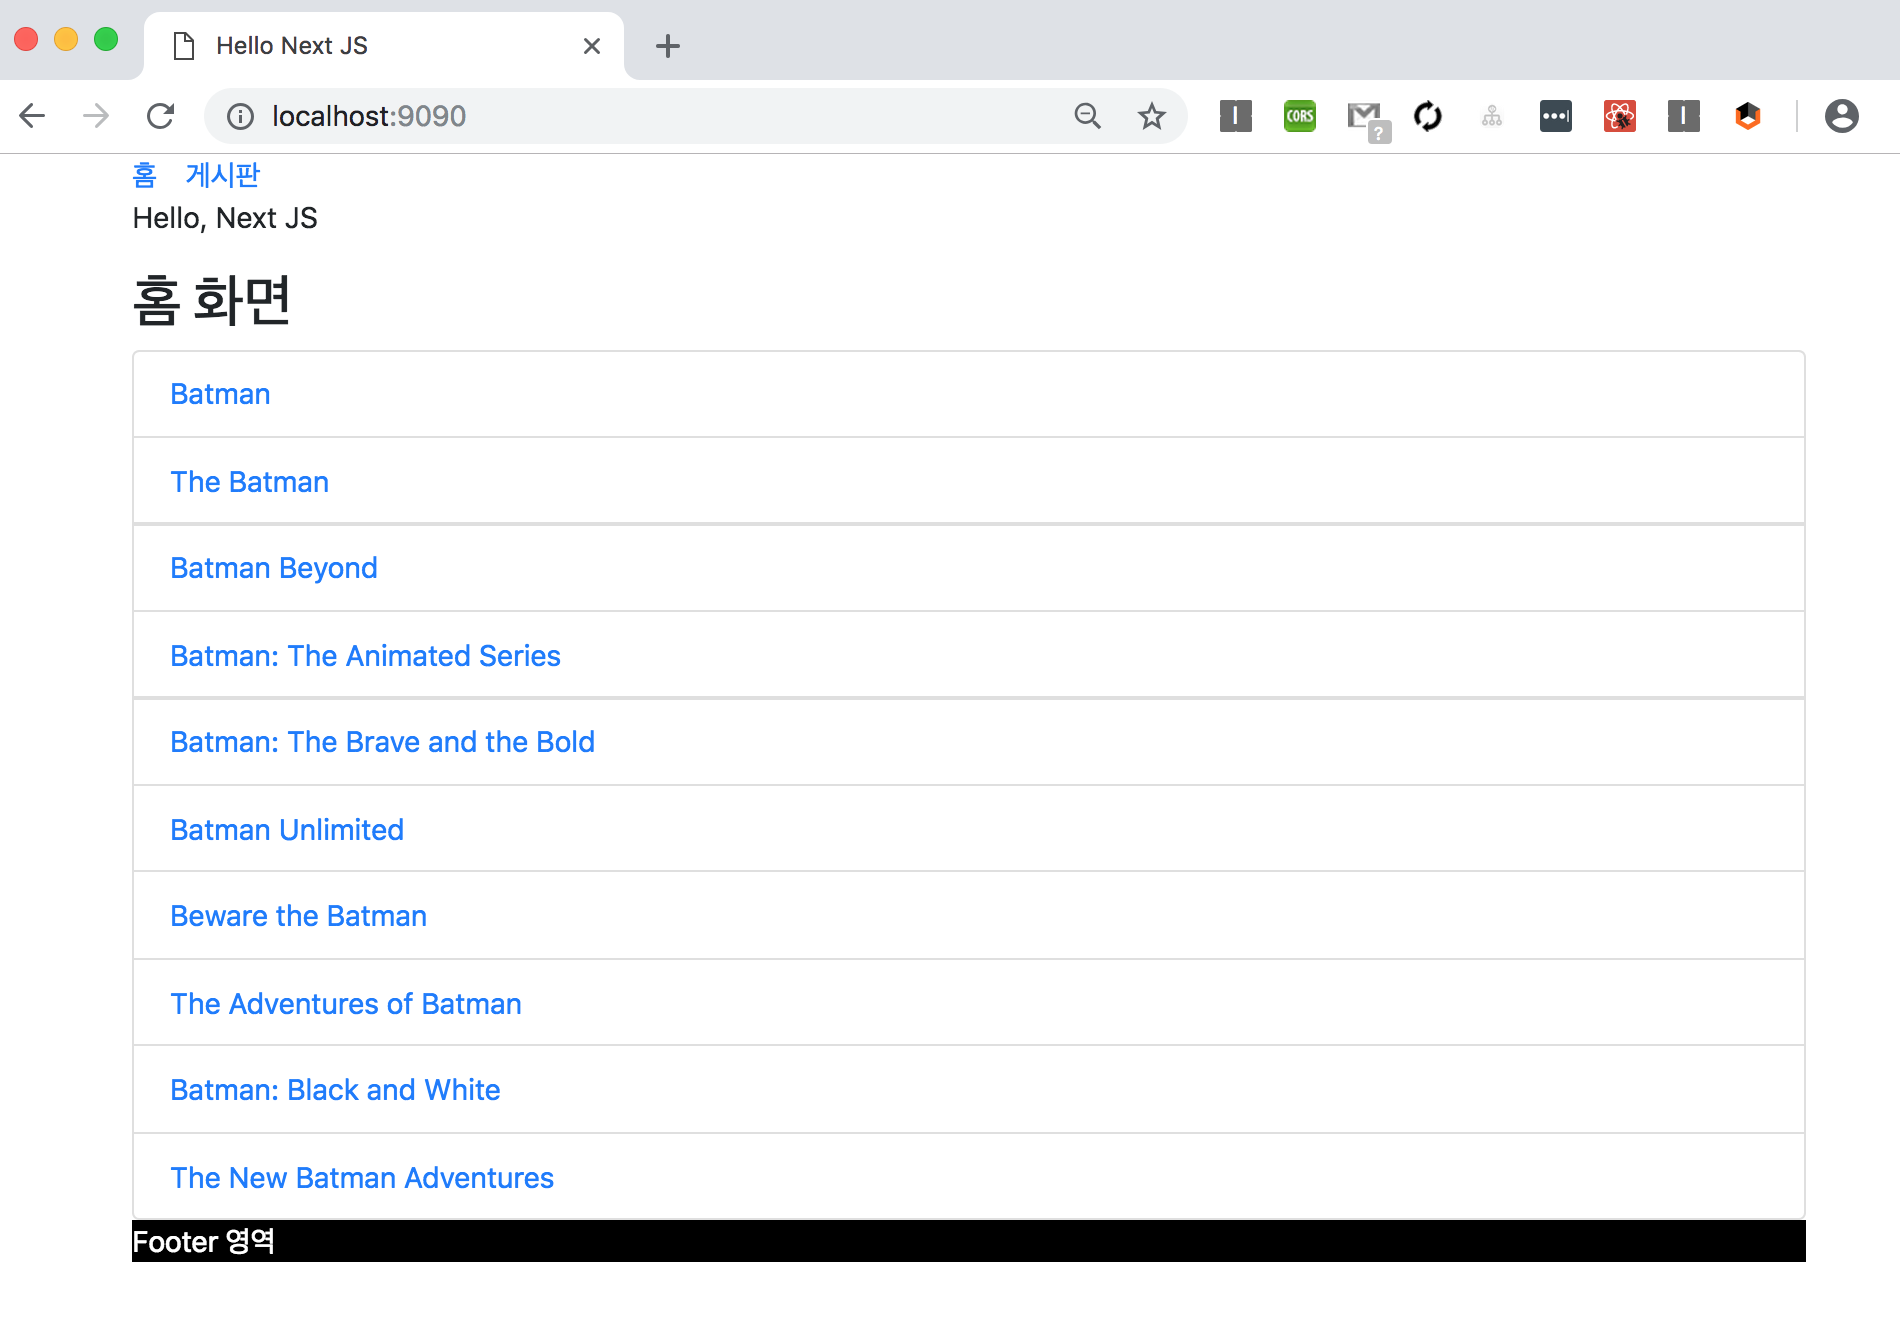 Hello Next JS
localhost:9090
CORS
?
홈 게시판
Hello, Next JS
홈 화면
Batman
The Batman
Batman Beyond
Batman: The Animated Series
Batman: The Brave and the Bold
Batman Unlimited
Beware the Batman
The Adventures of Batman
Batman: Black and White
The New Batman Adventures
Footer 영역